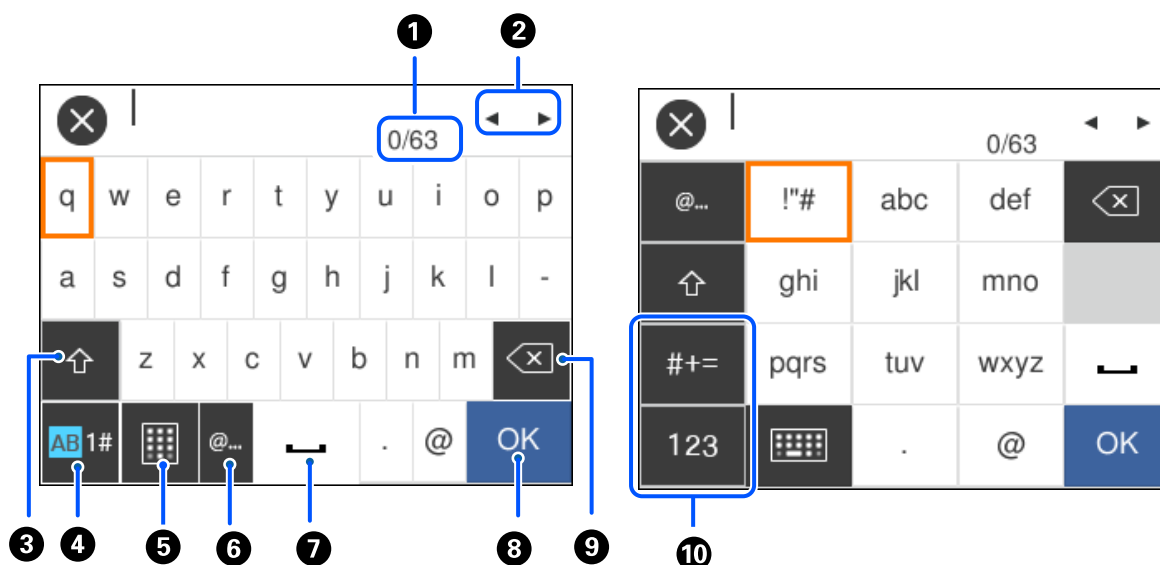 1 2
0/63
0/63
q w e r t y u i o p
@... !"# abc def
a s d f g h j k l -
ghi jkl mno
3 z x c v b n m
#+= pqrs tuv wxyz
AB 1# @... . @ OK
123 . @ OK
3 4 5 6 7 8 9 10